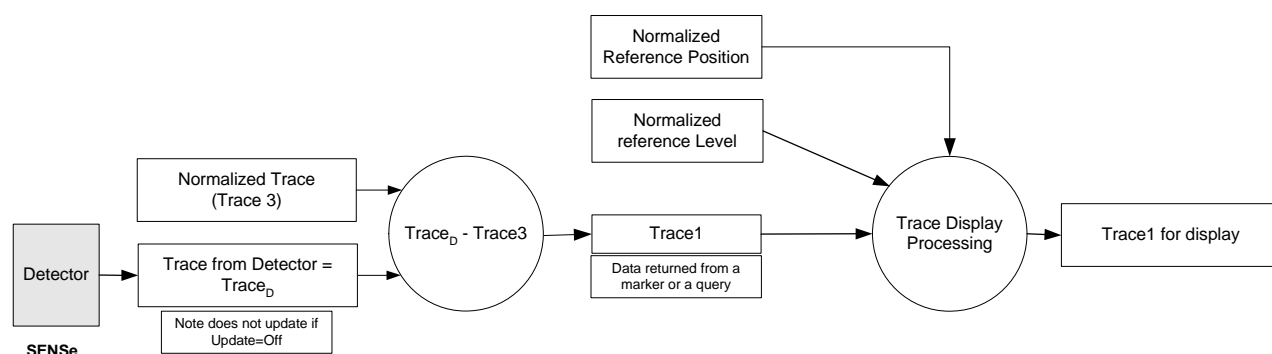 Normalized
Reference Position
Normalized
reference Level
Normalized Trace
(Trace 3)
Detector
SENSe
Trace from Detector =
TraceD
Note does not update if
Update=Off
TraceD - Trace3
Trace1
Data returned from a
marker or a query
Trace Display
Processing
Trace1 for display